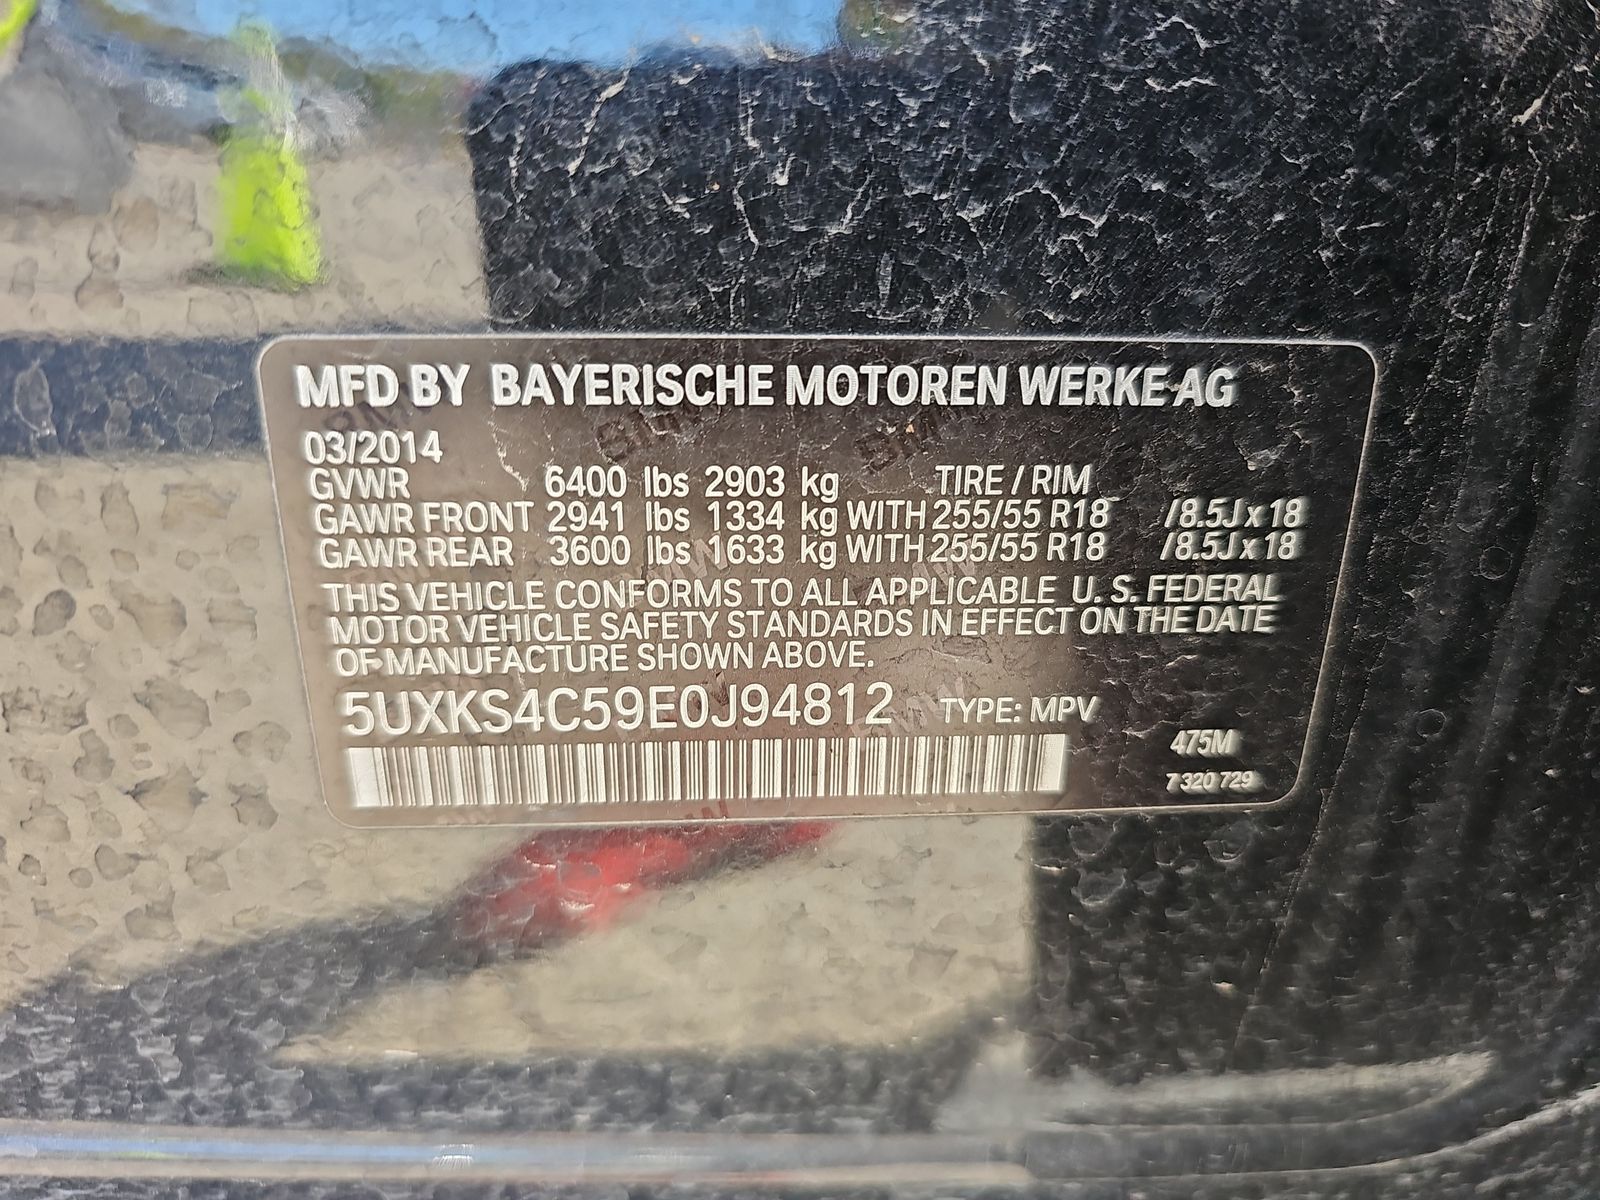 MFD BY BAYERISCHE MOTOREN WERKE AG
03/2014
GVWR 6400 lbs 2903 kg TIRE / RIM
GAWR FRONT 2941 lbs 1334 kg WITH 255/55 R18 /8.5J x 18
GAWR REAR 3600 lbs 1633 kg WITH 255/55 R18 /8.5J x 18
THIS VEHICLE CONFORMS TO ALL APPLICABLE U. S. FEDERAL
MOTOR VEHICLE SAFETY STANDARDS IN EFFECT ON THE DATE
OF MANUFACTURE SHOWN ABOVE.
5UXKS4C59E0J94812 TYPE: MPV
475M
7 320 729